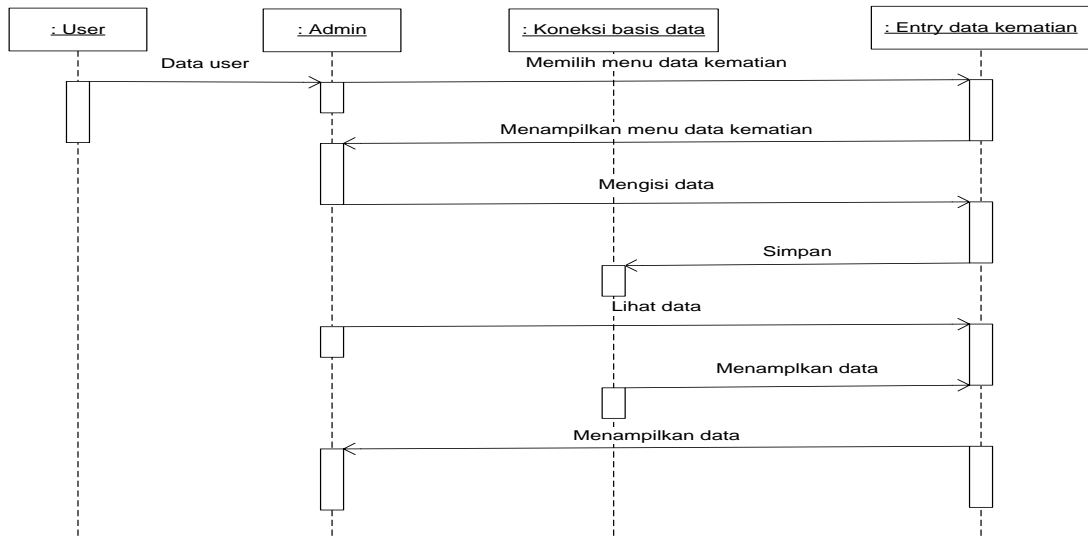 : User
: Admin
: Koneksi basis data
: Entry data kematian
Data user
Memilih menu data kematian
Menampilkan menu data kematian
Mengisi data
Simpan
Lihat data
Menamplkan data
Menampilkan data